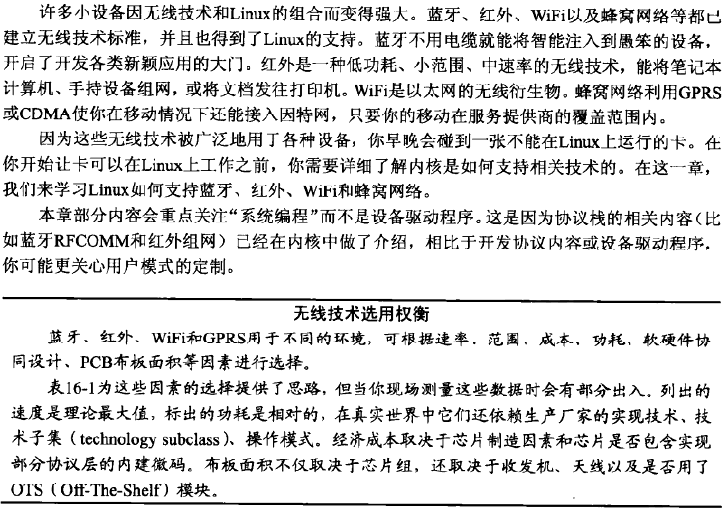 许多小设备因无线技术和Linux的组合而变得强大。蓝牙、红外、WiFi以及蜂窝网络等都已
建立无线技术标准，并且也得到了Linux的支持。蓝牙不用电缆就能将智能注入到愚笨的设备，
开启了开发各类新颖应用的大门。红外是一种低功耗、小范围、中速率的无线技术，能将笔记本
计算机、手持设备组网，或将文档发往打印机。WiFi是以太网的无线衍生物。蜂窝网络利用GPRS
或CDMA使你在移动情况下还能接入因特网，只要你的移动在服务提供商的覆盖范围内。
因为这些无线技术被广泛地用于各种设备，你早晚会碰到一张不能在Linux上运行的卡。在
你开始让卡可以在Linux上工作之前，你需要详细了解内核是如何支持相关技术的。在这一章，
我们来学习Linux如何支持蓝牙、红外、WiFi和蜂窝网络。
本章部分内容会重点关注“系统编程”而不是设备驱动程序。这是因为协议栈的相关内容（比
如蓝牙RFCOMM和红外组网）已经在内核中做了介绍，相比于开发协议内容或设备驱动程序，
你可能更关心用户模式的定制。
无线技术选用权衡
蓝牙、红外、WiFi和GPRS用于不同的环境，可根据速率、范围、成本、功耗、软硬件协
同设计、PCB布板面积等因素进行选择。
表16-1为这些因素的选择提供了思路，但当你现场测量这些数据时会有部分出入。列出的
速度是理论最大值，标出的功耗是相对的，在真实世界中它们还依赖生产厂家的实现技术、技
术子集（technology subclass）、操作模式。经济成本取决于芯片制造因素和芯片是否包含实现
部分协议层的内建微码。布板面积不仅取决于芯片组，还取决于收发机、天线以及是否用了
OTS（Off-The-Shelf）模块。